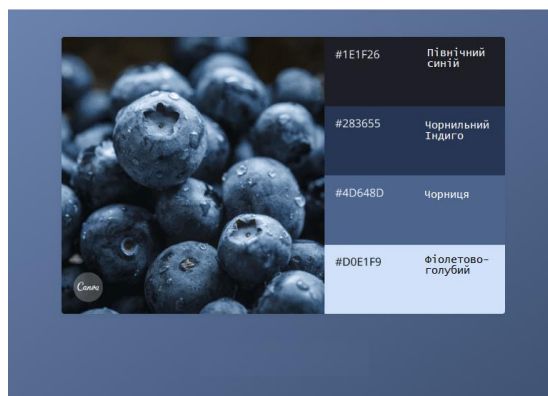 #1E1F26 Північний
синій
#283655 Чорнильний
Індиго
#4D648D Чорниця
#D0E1F9 Фіолетово-
голубий
Canva